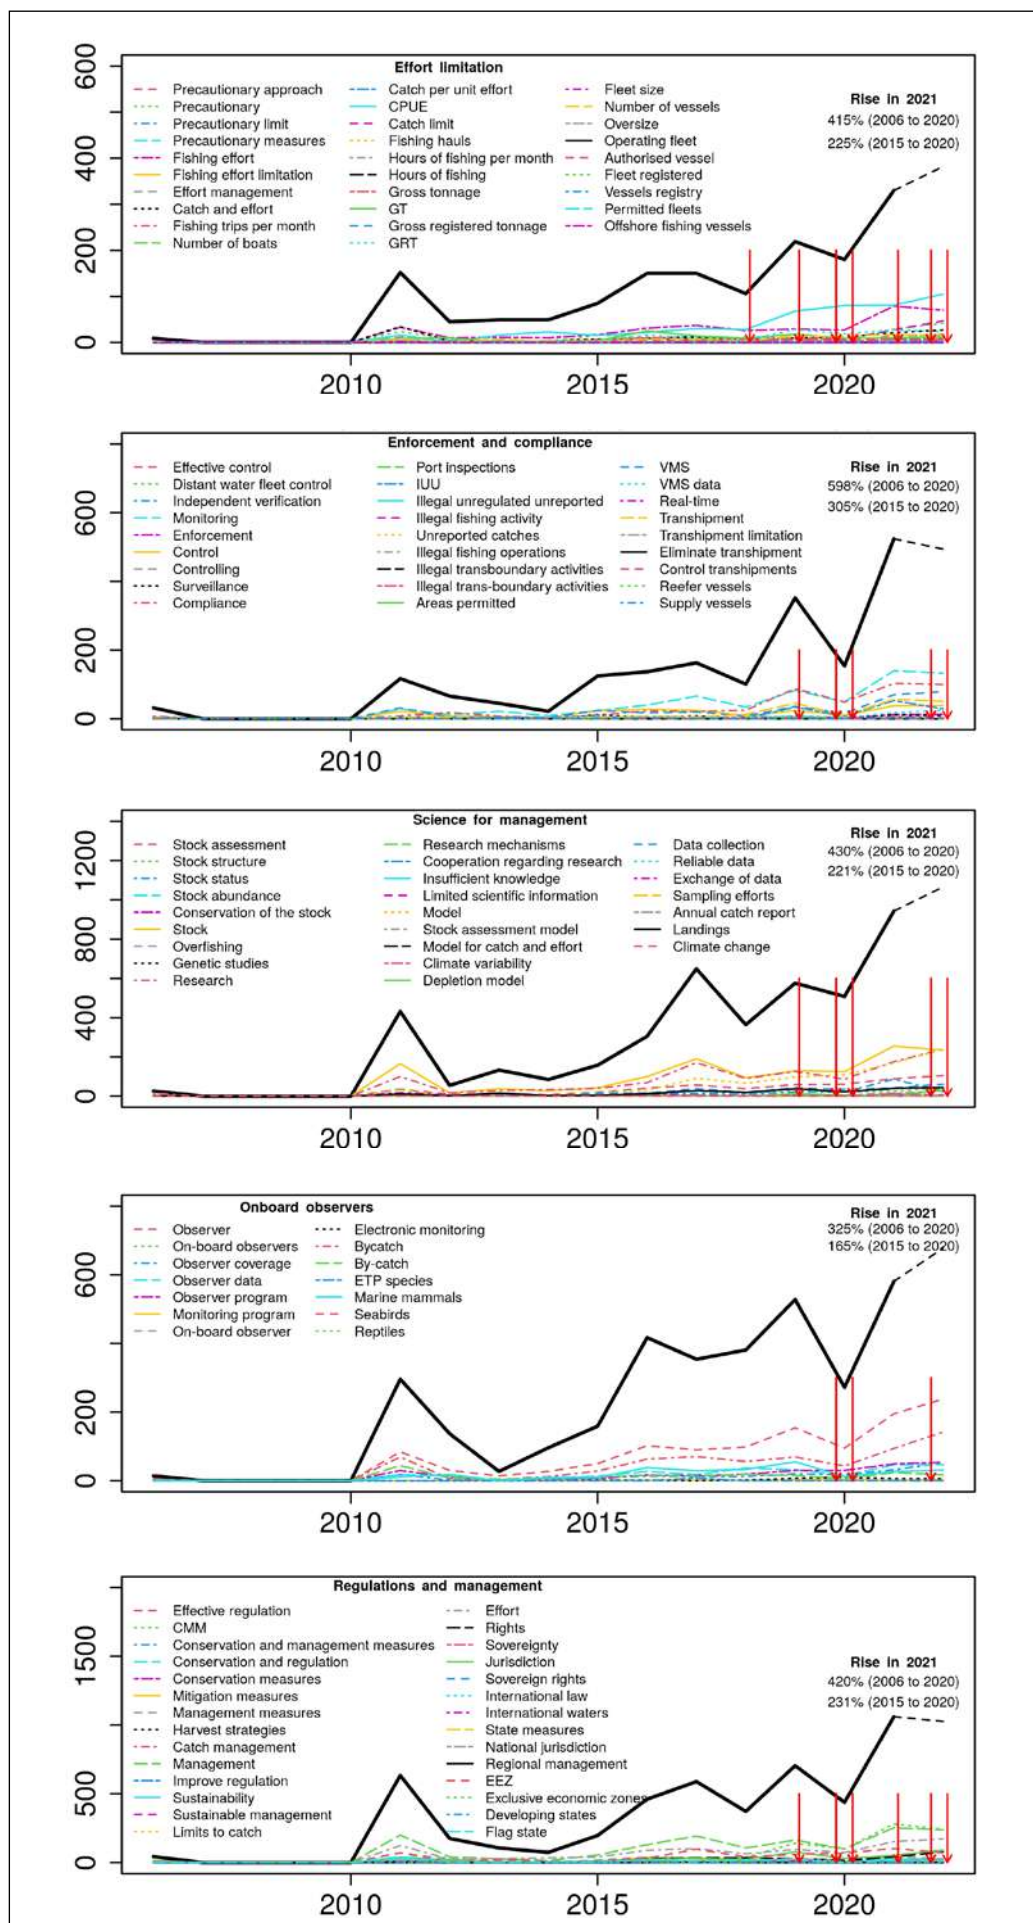 Effort limitation
Precautionary approach
Precautionary
Precautionary limit
Precautionary measures
Fishing effort
Fishing effort limitation
Effort management
Catch and effort
Fishing trips per month
Number of boats
Catch per unit effort
CPUE
Catch limit
Fishing hauls
Hours of fishing per month
Hours of fishing
Gross tonnage
GT
Gross registered tonnage
GRT
Fleet size
Number of vessels
Oversize
Operating fleet
Authorised vessel
Fleet registered
Vessels registry
Permitted fleets
Offshore fishing vessels
Rise in 2021
415% (2006 to 2020)
225% (2015 to 2020)
600
400
200
0
2010 2015 2020
Enforcement and compliance
Effective control
Distant water fleet control
Independent verification
Monitoring
Enforcement
Control
Controlling
Surveillance
Compliance
Port inspections
IUU
Illegal unregulated unreported
Illegal fishing activity
Unreported catches
Illegal fishing operations
Illegal transboundary activities
Illegal trans-boundary activities
Areas permitted
VMS
VMS data
Real-time
Transhipment
Transhipment limitation
Eliminate transhipment
Control transhipments
Reefer vessels
Supply vessels
Rise in 2021
598% (2006 to 2020)
305% (2015 to 2020)
600
200
0
2010 2015 2020
Science for management
Stock assessment
Stock structure
Stock status
Stock abundance
Conservation of the stock
Stock
Overfishing
Genetic studies
Research
Research mechanisms
Cooperation regarding research
Insufficient knowledge
Limited scientific information
Model
Stock assessment model
Model for catch and effort
Climate variability
Depletion model
Data collection
Reliable data
Exchange of data
Sampling efforts
Annual catch report
Landings
Climate change
Rise in 2021
430% (2006 to 2020)
221% (2015 to 2020)
1200
800
400
0
2010 2015 2020
Onboard observers
Observer
On-board observers
Observer coverage
Observer data
Observer program
Monitoring program
On-board observer
Electronic monitoring
Bycatch
By-catch
ETP species
Marine mammals
Seabirds
Reptiles
Rise in 2021
325% (2006 to 2020)
165% (2015 to 2020)
600
200
0
2010 2015 2020
Regulations and management
Effective regulation
CMM
Conservation and management measures
Conservation and regulation
Conservation measures
Mitigation measures
Management measures
Harvest strategies
Catch management
Management
Improve regulation
Sustainability
Sustainable management
Limits to catch
Effort
Rights
Sovereignty
Jurisdiction
Sovereign rights
International law
International waters
State measures
National jurisdiction
Regional management
EEZ
Exclusive economic zones
Developing states
Flag state
Rise in 2021
420% (2006 to 2020)
231% (2015 to 2020)
1500
500
0
2010 2015 2020